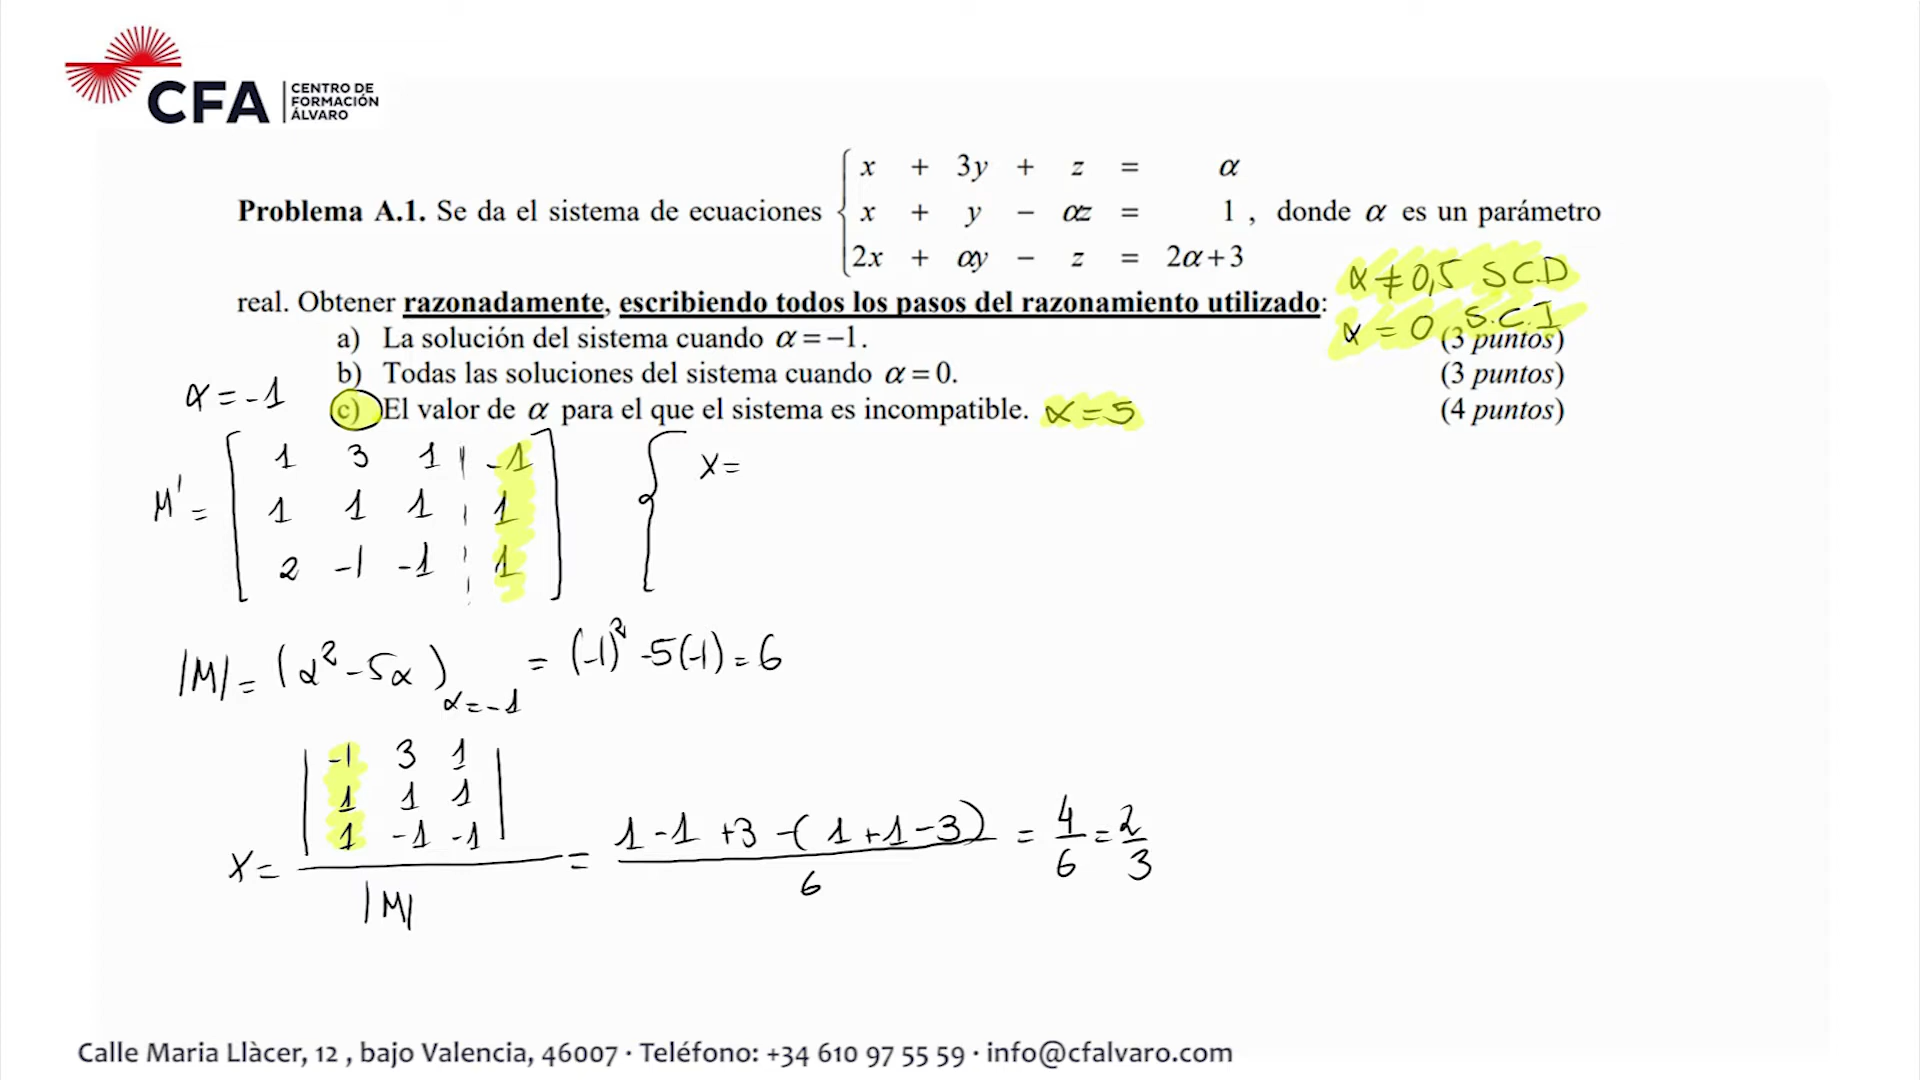 CFA CENTRO DE FORMACIÓN ÁLVARO
x + 3y + z = α
Problema A.1. Se da el sistema de ecuaciones { x + y − αz = 1 , donde α es un parámetro
2x + αy − z = 2α+3
real. Obtener razonadamente, escribiendo todos los pasos del razonamiento utilizado:
α ≠ 0,5 S.C.D
α = 0 S.C.I
a) La solución del sistema cuando α = −1. (3 puntos)
b) Todas las soluciones del sistema cuando α = 0. (3 puntos)
c) El valor de α para el que el sistema es incompatible. α = 5 (4 puntos)
α = -1
M' = [ 1 3 1 | -1 ] { x =
1 1 1 | 1
2 -1 -1 | 1
|M| = (α² - 5α) α=-1 = (-1)² - 5(-1) = 6
-1 3 1
1 1 1
1 -1 -1
x = / |M| = 1 - 1 + 3 - (1 + 1 - 3) / 6 = 4/6 = 2/3
Calle Maria Llàcer, 12 , bajo Valencia, 46007 · Teléfono: +34 610 97 55 59 · info@cfalvaro.com